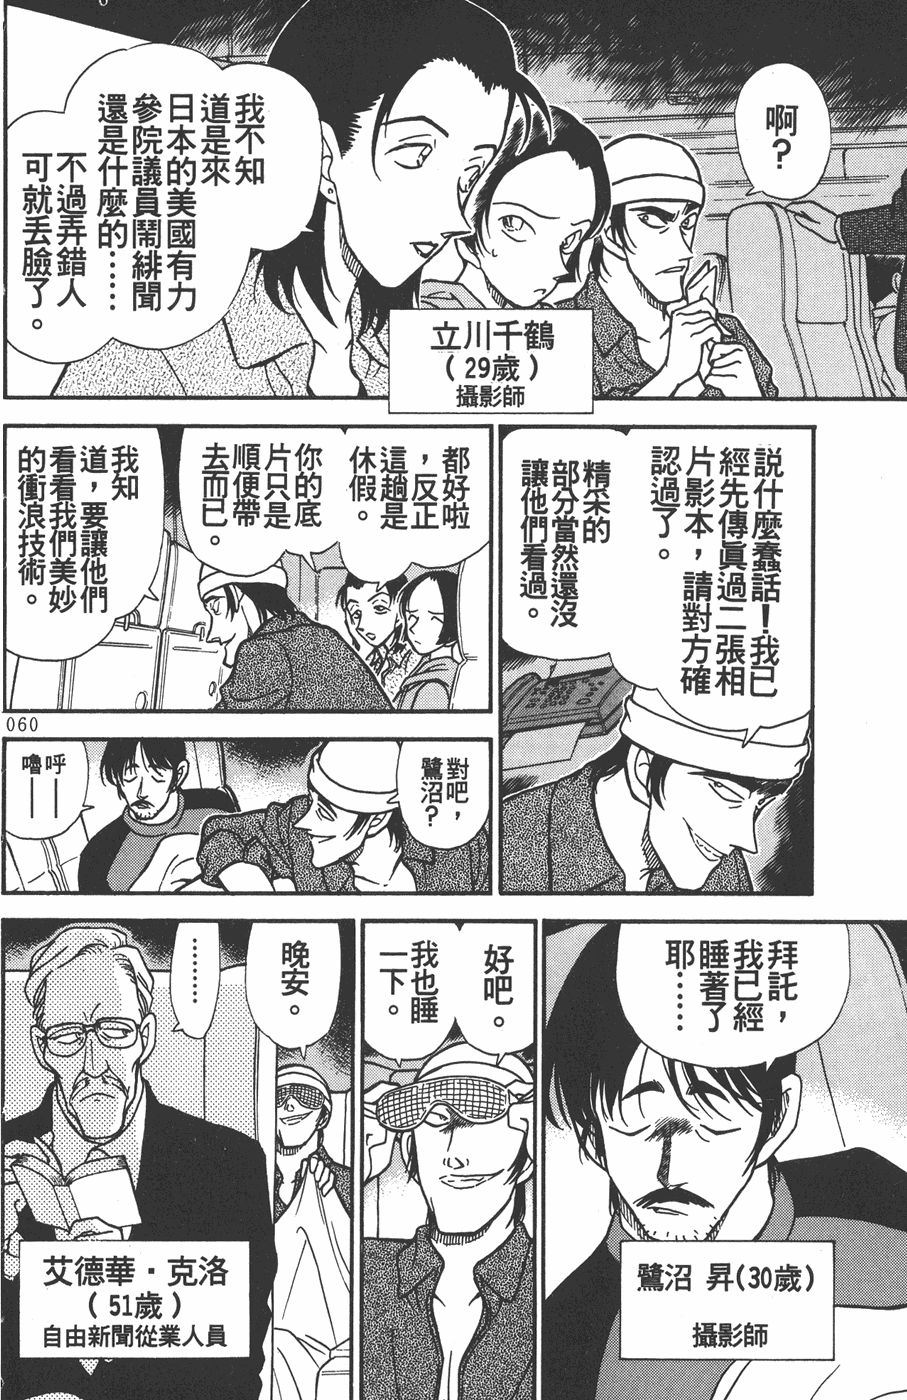 啊?
我不知
道是來
日本的美國有力
參院議員鬧緋聞
還是什麼的⋯⋯
不過弄錯人
可就丟臉了。
立川千鶴
(29歲)
攝影師
說什麼蠢話!我已
經先傳眞過二張相
片影本,請對方確
認過了。
精采的
部分當然還沒
讓他們看過。
都好啦
,反正
這趟是
休假。
你的底
片只是
順便帶
去而已。
我知
道,要讓他們
看看我們美妙
的衝浪技術。
060
對吧,
鷺沼?
呼——
嚕——
拜託,
我已經
睡著了
耶⋯⋯
鷺沼 昇(30歲)
攝影師
好吧。
我也睡
一下。
晚安。
⋯⋯⋯
艾德華·克洛
(51歲)
自由新聞從業人員